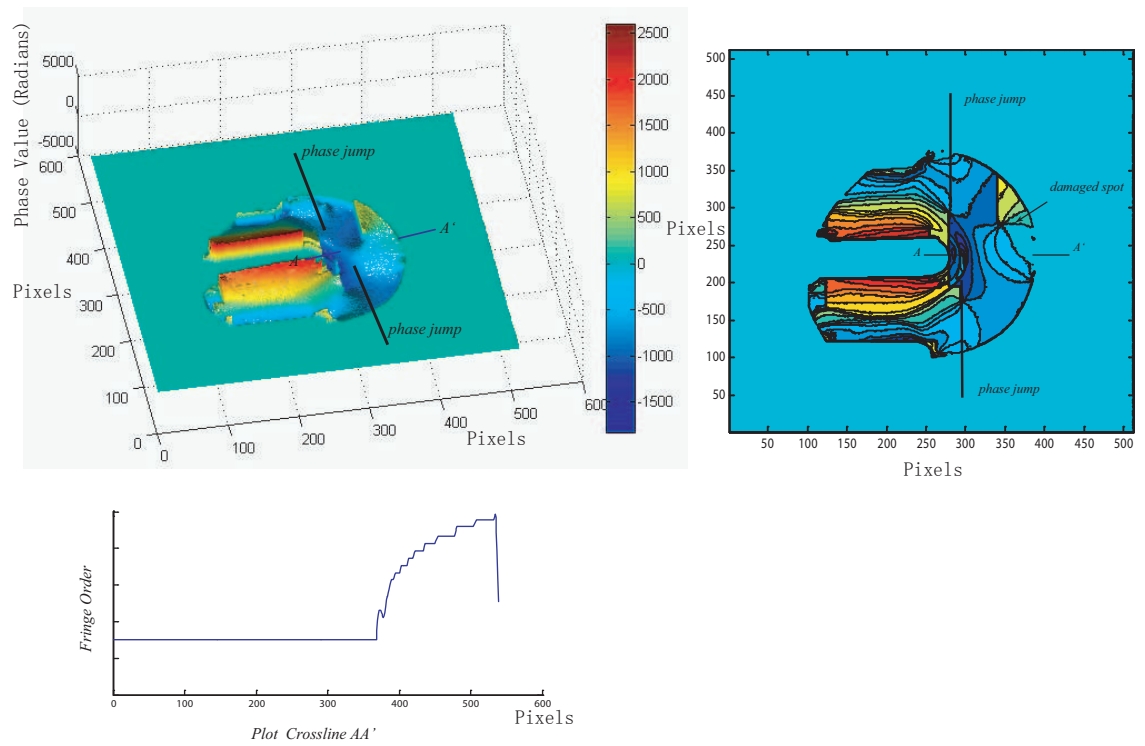 Phase Value (Radians)
5000
0
-5000
600
500
400
300
200
100
0
0
100
200
300
400
500
600
Pixels
Pixels
phase jump
A
A'
phase jump
2500
2000
1500
1000
500
0
-500
-1000
-1500
500
450
400
350
300
250
200
150
100
50
Pixels
phase jump
damaged spot
A
A'
phase jump
50 100 150 200 250 300 350 400 450 500
Pixels
Fringe Order
0 100 200 300 400 500 600
Pixels
Plot Crossline AA'